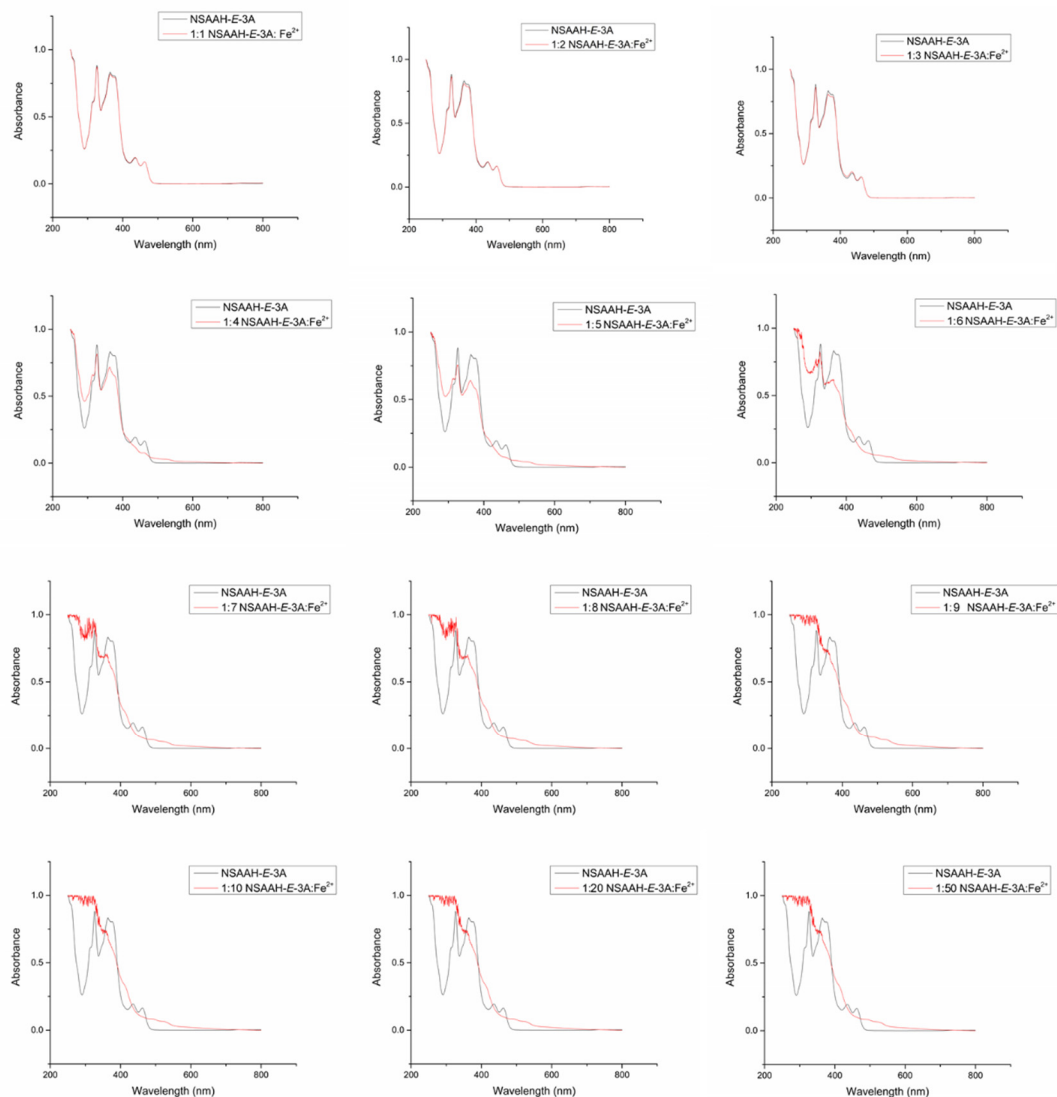 NSAAH-E-3A
1:1 NSAAH-E-3A: Fe²⁺
1.0
0.5
0.0
Absorbance
200
400
600
800
Wavelength (nm)
NSAAH-E-3A
1:2 NSAAH-E-3A:Fe²⁺
1.0
0.5
0.0
Absorbance
200
400
600
800
Wavelength (nm)
NSAAH-E-3A
1:3 NSAAH-E-3A:Fe²⁺
1.0
0.5
0.0
Absorbance
200
400
600
800
Wavelength (nm)
NSAAH-E-3A
1:4 NSAAH-E-3A:Fe²⁺
1.0
0.5
0.0
Absorbance
200
400
600
800
Wavelength (nm)
NSAAH-E-3A
1:5 NSAAH-E-3A:Fe²⁺
1.0
0.5
0.0
Absorbance
200
400
600
800
Wavelength (nm)
NSAAH-E-3A
1:6 NSAAH-E-3A:Fe²⁺
1.0
0.5
0.0
Absorbance
200
400
600
800
Wavelength (nm)
NSAAH-E-3A
1:7 NSAAH-E-3A:Fe²⁺
1.0
0.5
0.0
Absorbance
200
400
600
800
Wavelength (nm)
NSAAH-E-3A
1:8 NSAAH-E-3A:Fe²⁺
1.0
0.5
0.0
Absorbance
200
400
600
800
Wavelength (nm)
NSAAH-E-3A
1:9 NSAAH-E-3A:Fe²⁺
1.0
0.5
0.0
Absorbance
200
400
600
800
Wavelength (nm)
NSAAH-E-3A
1:10 NSAAH-E-3A:Fe²⁺
1.0
0.5
0.0
Absorbance
200
400
600
800
Wavelength (nm)
NSAAH-E-3A
1:20 NSAAH-E-3A:Fe²⁺
1.0
0.5
0.0
Absorbance
200
400
600
800
Wavelength (nm)
NSAAH-E-3A
1:50 NSAAH-E-3A:Fe²⁺
1.0
0.5
0.0
Absorbance
200
400
600
800
Wavelength (nm)